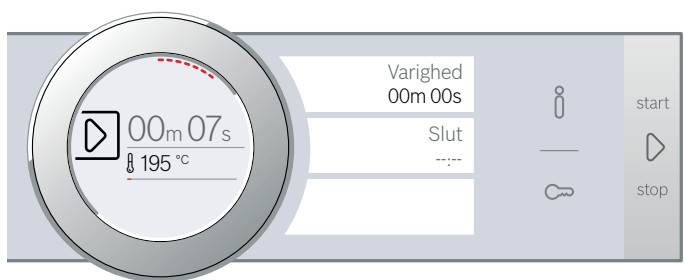 00m 07s
195 °C
Varighed
00m 00s
Slut
--:--
start
stop